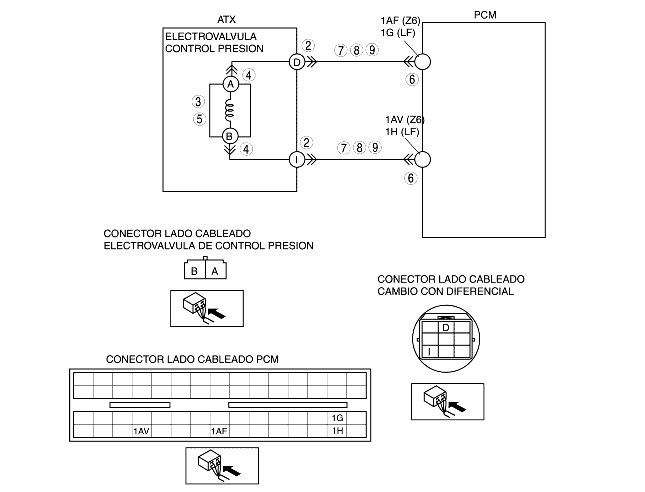 ATX
PCM
ELECTROVALVULA
CONTROL PRESION
1AF (Z6)
1G (LF)
2
7 8 9
D
6
4
A
3
5
B
4
1AV (Z6)
1H (LF)
2
7 8 9
I
6
CONECTOR LADO CABLEADO
ELECTROVALVULA DE CONTROL PRESION
B A
CONECTOR LADO CABLEADO
CAMBIO CON DIFERENCIAL
D
I
CONECTOR LADO CABLEADO PCM
1G
1AV 1AF 1H